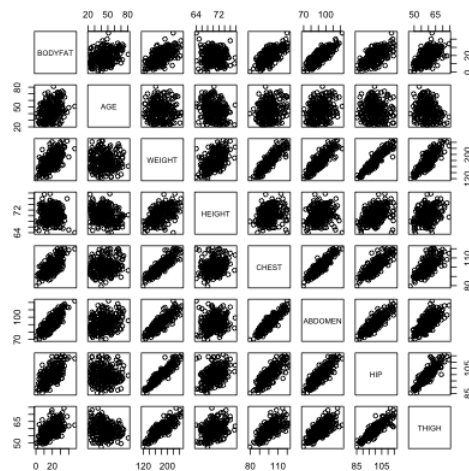 20 50 80 64 72 70 100 50 65
BODYFAT 0 20
20 50 80 AGE
WEIGHT 120 200
64 72 HEIGHT
CHEST 80 110
70 100 ABDOMEN
HIP 85 105
50 65 THIGH
0 20 120 200 80 110 85 105